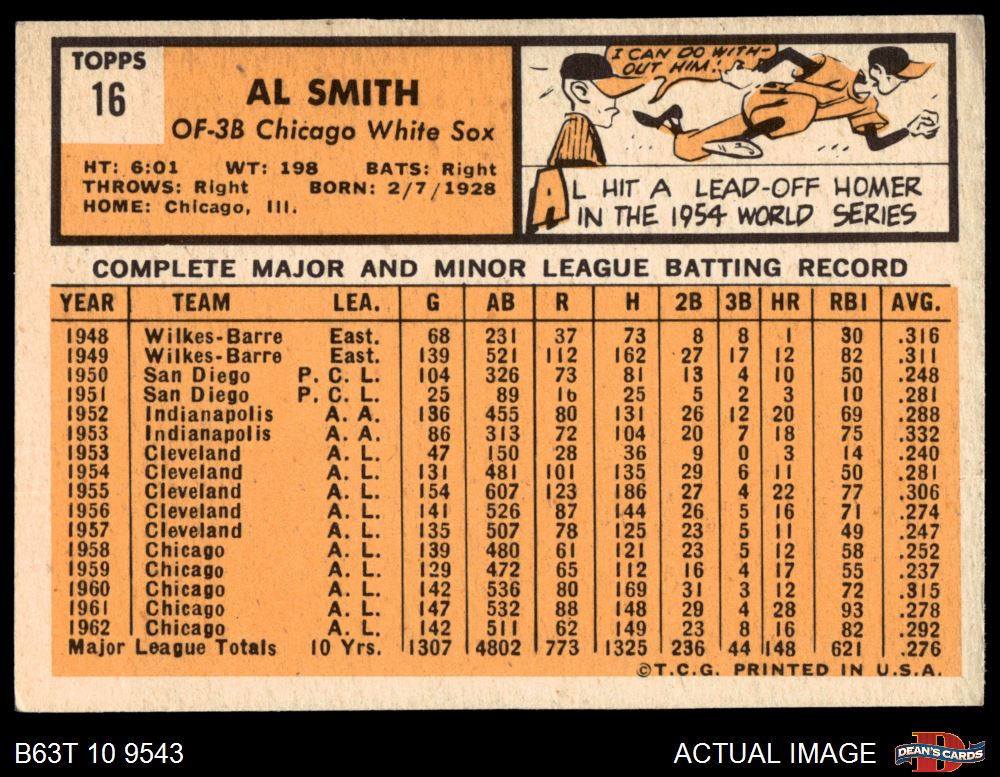 TOPPS
16
AL SMITH
OF-3B Chicago White Sox
HT: 6:01 WT: 198 BATS: Right
THROWS: Right BORN: 2/7/1928
HOME: Chicago, Ill.
I CAN DO WITH-
OUT HIM!
AL HIT A LEAD-OFF HOMER
IN THE 1954 WORLD SERIES
COMPLETE MAJOR AND MINOR LEAGUE BATTING RECORD
YEAR TEAM LEA. G AB R H 2B 3B HR RBI AVG.
1948 Wilkes-Barre East. 68 231 37 73 8 8 1 30 .316
1949 Wilkes-Barre East. 139 521 112 162 27 17 12 82 .311
1950 San Diego P. C. L. 104 326 73 81 13 4 10 50 .248
1951 San Diego P. C. L. 25 89 16 25 5 2 3 10 .281
1952 Indianapolis A. A. 136 455 80 131 26 12 20 69 .288
1953 Indianapolis A. A. 86 313 72 104 20 7 18 75 .332
1953 Cleveland A. L. 47 150 28 36 9 0 3 14 .240
1954 Cleveland A. L. 131 481 101 135 29 6 11 50 .281
1955 Cleveland A. L. 154 607 123 186 27 4 22 77 .306
1956 Cleveland A. L. 141 526 87 144 26 5 16 71 .274
1957 Cleveland A. L. 135 507 78 125 23 5 11 49 .247
1958 Chicago A. L. 139 480 61 121 23 5 12 58 .252
1959 Chicago A. L. 129 472 65 112 16 4 17 55 .237
1960 Chicago A. L. 142 536 80 169 31 3 12 72 .315
1961 Chicago A. L. 147 532 88 148 29 4 28 93 .278
1962 Chicago A. L. 142 511 62 149 23 8 16 82 .292
Major League Totals 10 Yrs. 1307 4802 773 1325 236 44 148 621 .276
©T.C.G. PRINTED IN U.S.A.
B63T 10 9543
ACTUAL IMAGE
D
DEAN'S CARDS